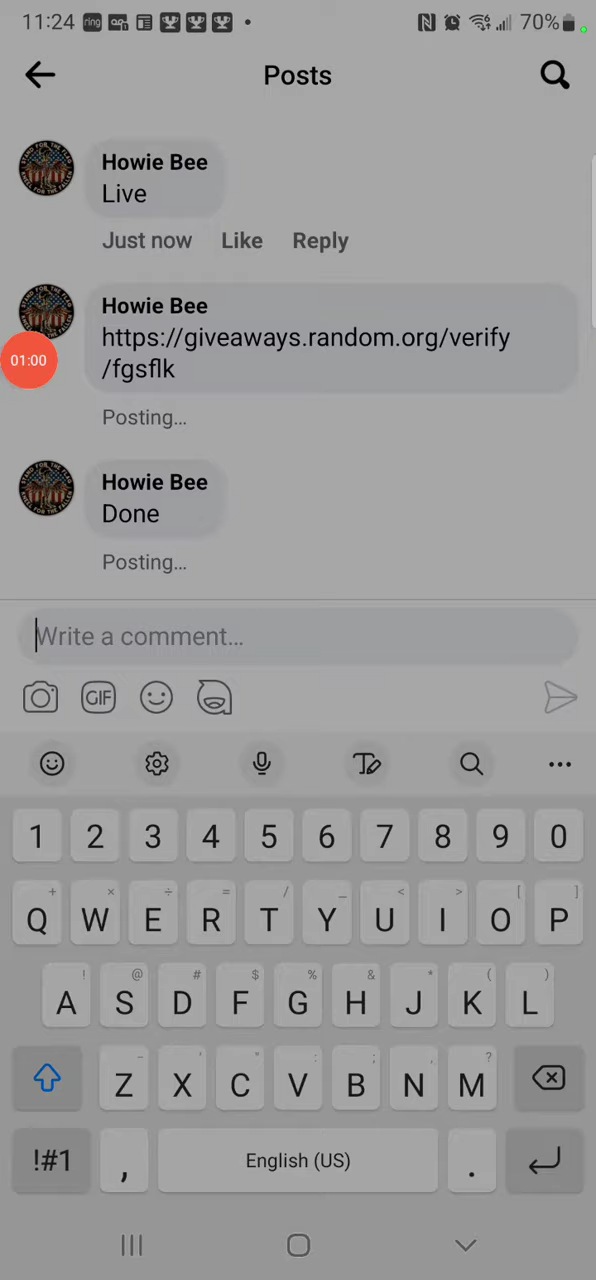 11:24 ring 70%
Posts
Howie Bee
Live
Just now Like Reply
Howie Bee
https://giveaways.random.org/verify
/fgsflk
01:00
Posting...
Howie Bee
Done
Posting...
Write a comment...
GIF
1 2 3 4 5 6 7 8 9 0
+ × ÷ = / _ < > [ ]
Q W E R T Y U I O P
! @ # $ % & * ( )
A S D F G H J K L
- ' " : ; , ?
Z X C V B N M
!#1 , English (US) .